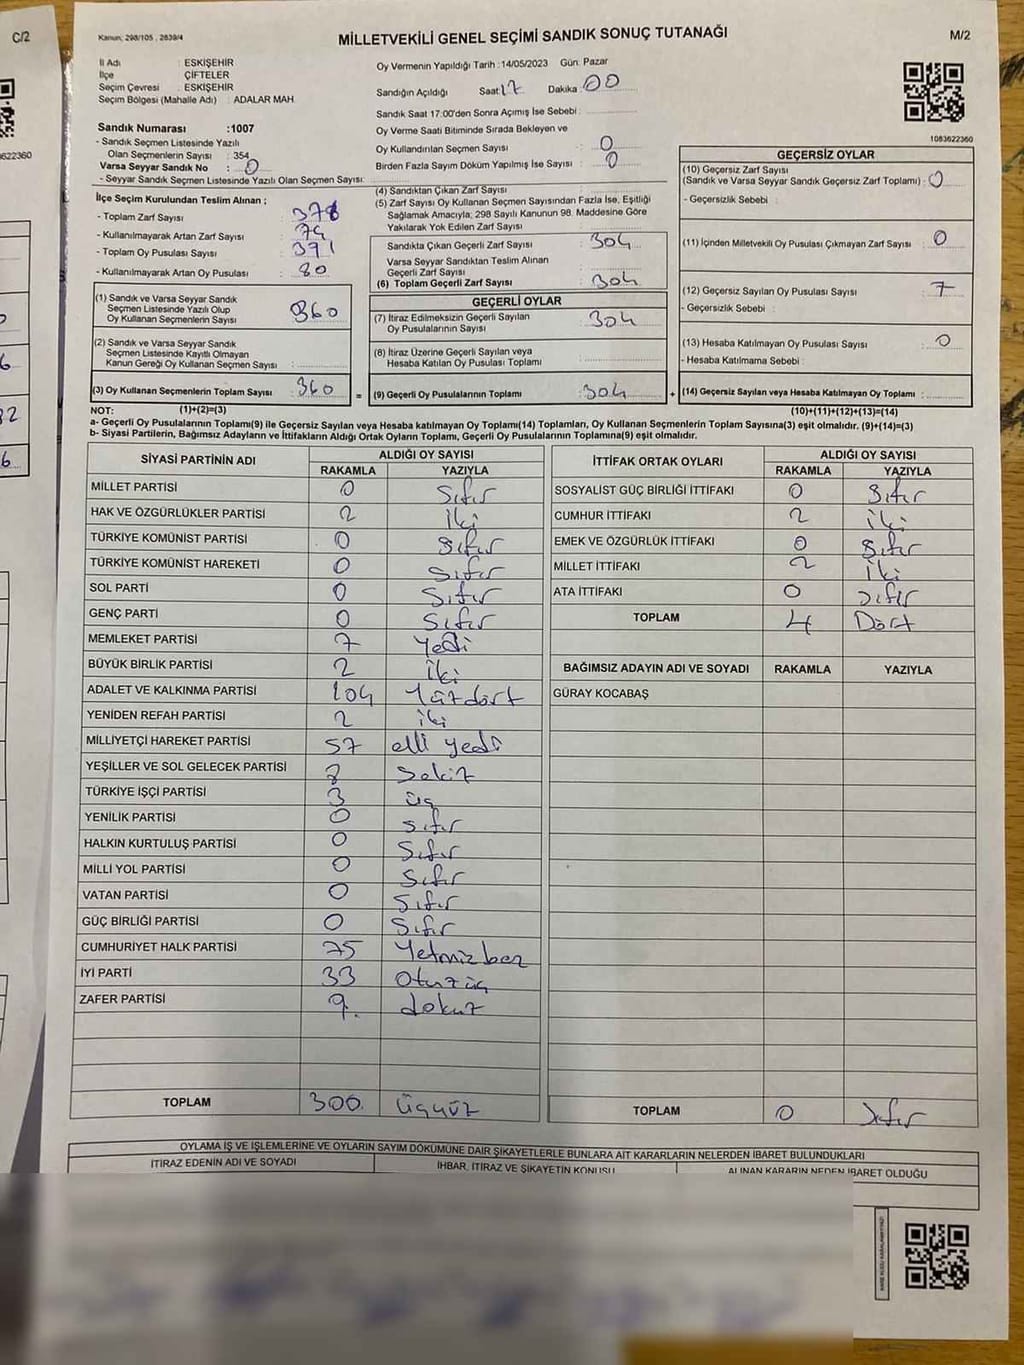 C/2
Kanun; 298/105 , 2839/4
MİLLETVEKİLİ GENEL SEÇİMİ SANDIK SONUÇ TUTANAĞI
M/2
İl Adı : ESKİŞEHİR
İlçe : ÇİFTELER
Seçim Çevresi : ESKİŞEHİR
Seçim Bölgesi (Mahalle Adı) : ADALAR MAH.
Oy Vermenin Yapıldığı Tarih :14/05/2023 Gün: Pazar
Sandığın Açıldığı Saat: 17 Dakika : 00
Sandık Saat 17:00'den Sonra Açılmış İse Sebebi :
Sandık Numarası :1007
- Sandık Seçmen Listesinde Yazılı
Olan Seçmenlerin Sayısı : 354
Varsa Seyyar Sandık No : 0
- Seyyar Sandık Seçmen Listesinde Yazılı Olan Seçmen Sayısı:
Oy Verme Saati Bitiminde Sırada Bekleyen ve
Oy Kullandırılan Seçmen Sayısı : 0
Birden Fazla Sayım Döküm Yapılmış İse Sayısı : 0
1083622360
622360
İlçe Seçim Kurulundan Teslim Alınan ;
- Toplam Zarf Sayısı : 378
- Kullanılmayarak Artan Zarf Sayısı : 74
- Toplam Oy Pusulası Sayısı : 391
- Kullanılmayarak Artan Oy Pusulası : 80
(4) Sandıktan Çıkan Zarf Sayısı :
(5) Zarf Sayısı Oy Kullanan Seçmen Sayısından Fazla İse, Eşitliği
Sağlamak Amacıyla; 298 Sayılı Kanunun 98. Maddesine Göre
Yakılarak Yok Edilen Zarf Sayısı :
Sandıkta Çıkan Geçerli Zarf Sayısı : 304
Varsa Seyyar Sandıktan Teslim Alınan
Geçerli Zarf Sayısı :
(6) Toplam Geçerli Zarf Sayısı : 304
GEÇERSİZ OYLAR
(10) Geçersiz Zarf Sayısı
(Sandık ve Varsa Seyyar Sandık Geçersiz Zarf Toplamı) : 0
- Geçersizlik Sebebi :
(11) İçinden Milletvekili Oy Pusulası Çıkmayan Zarf Sayısı : 0
(12) Geçersiz Sayılan Oy Pusulası Sayısı : 7
- Geçersizlik Sebebi :
(13) Hesaba Katılmayan Oy Pusulası Sayısı : 0
- Hesaba Katılmama Sebebi :
(14) Geçersiz Sayılan veya Hesaba Katılmayan Oy Toplamı :
(10)+(11)+(12)+(13)=(14)
(1) Sandık ve Varsa Seyyar Sandık
Seçmen Listesinde Yazılı Olup
Oy Kullanan Seçmenlerin Sayısı : 360
(2) Sandık ve Varsa Seyyar Sandık
Seçmen Listesinde Kayıtlı Olmayan
Kanun Gereği Oy Kullanan Seçmen Sayısı :
(3) Oy Kullanan Seçmenlerin Toplam Sayısı : 360
=
GEÇERLİ OYLAR
(7) İtiraz Edilmeksizin Geçerli Sayılan
Oy Pusulalarının Sayısı : 304
(8) İtiraz Üzerine Geçerli Sayılan veya
Hesaba Katılan Oy Pusulası Toplamı :
(9) Geçerli Oy Pusulalarının Toplamı : 304
+
NOT: (1)+(2)=(3)
a- Geçerli Oy Pusulalarının Toplamı(9) ile Geçersiz Sayılan veya Hesaba katılmayan Oy Toplamı(14) Toplamları, Oy Kullanan Seçmenlerin Toplam Sayısına(3) eşit olmalıdır. (9)+(14)=(3)
b- Siyasi Partilerin, Bağımsız Adayların ve İttifakların Aldığı Ortak Oyların Toplamı, Geçerli Oy Pusulalarının Toplamına(9) eşit olmalıdır.
SİYASİ PARTİNİN ADI ALDIĞI OY SAYISI
RAKAMLA YAZIYLA
MİLLET PARTİSİ 0 Sıfır
HAK VE ÖZGÜRLÜKLER PARTİSİ 2 İki
TÜRKİYE KOMÜNİST PARTİSİ 0 Sıfır
TÜRKİYE KOMÜNİST HAREKETİ 0 Sıfır
SOL PARTİ 0 Sıfır
GENÇ PARTİ 0 Sıfır
MEMLEKET PARTİSİ 7 Yedi
BÜYÜK BİRLİK PARTİSİ 2 İki
ADALET VE KALKINMA PARTİSİ 104 Yüzdört
YENİDEN REFAH PARTİSİ 2 iki
MİLLİYETÇİ HAREKET PARTİSİ 57 elli yedi
YEŞİLLER VE SOL GELECEK PARTİSİ 8 Sekiz
TÜRKİYE İŞÇİ PARTİSİ 3 üç
YENİLİK PARTİSİ 0 sıfır
HALKIN KURTULUŞ PARTİSİ 0 Sıfır
MİLLİ YOL PARTİSİ 0 Sıfır
VATAN PARTİSİ 0 Sıfır
GÜÇ BİRLİĞİ PARTİSİ 0 Sıfır
CUMHURİYET HALK PARTİSİ 75 Yetmişbeş
İYİ PARTİ 33 Otuzüç
ZAFER PARTİSİ 9. dokuz
TOPLAM 300. Üçyüz
İTTİFAK ORTAK OYLARI ALDIĞI OY SAYISI
RAKAMLA YAZIYLA
SOSYALİST GÜÇ BİRLİĞİ İTTİFAKI 0 Sıfır
CUMHUR İTTİFAKI 2 iki
EMEK VE ÖZGÜRLÜK İTTİFAKI 0 Sıfır
MİLLET İTTİFAKI 2 İki
ATA İTTİFAKI 0 Sıfır
TOPLAM 4 Dört
BAĞIMSIZ ADAYIN ADI VE SOYADI RAKAMLA YAZIYLA
GÜRAY KOCABAŞ
TOPLAM 0 Sıfır
OYLAMA İŞ VE İŞLEMLERİNE VE OYLARIN SAYIM DÖKÜMÜNE DAİR ŞİKAYETLERLE BUNLARA AİT KARARLARIN NELERDEN İBARET BULUNDUKLARI
İTİRAZ EDENİN ADI VE SOYADI İHBAR, İTİRAZ VE ŞİKAYETİN KONUSU ALINAN KARARIN NEDEN İBARET OLDUĞU